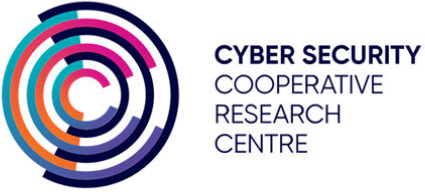 CYBER SECURITY
COOPERATIVE
RESEARCH
CENTRE